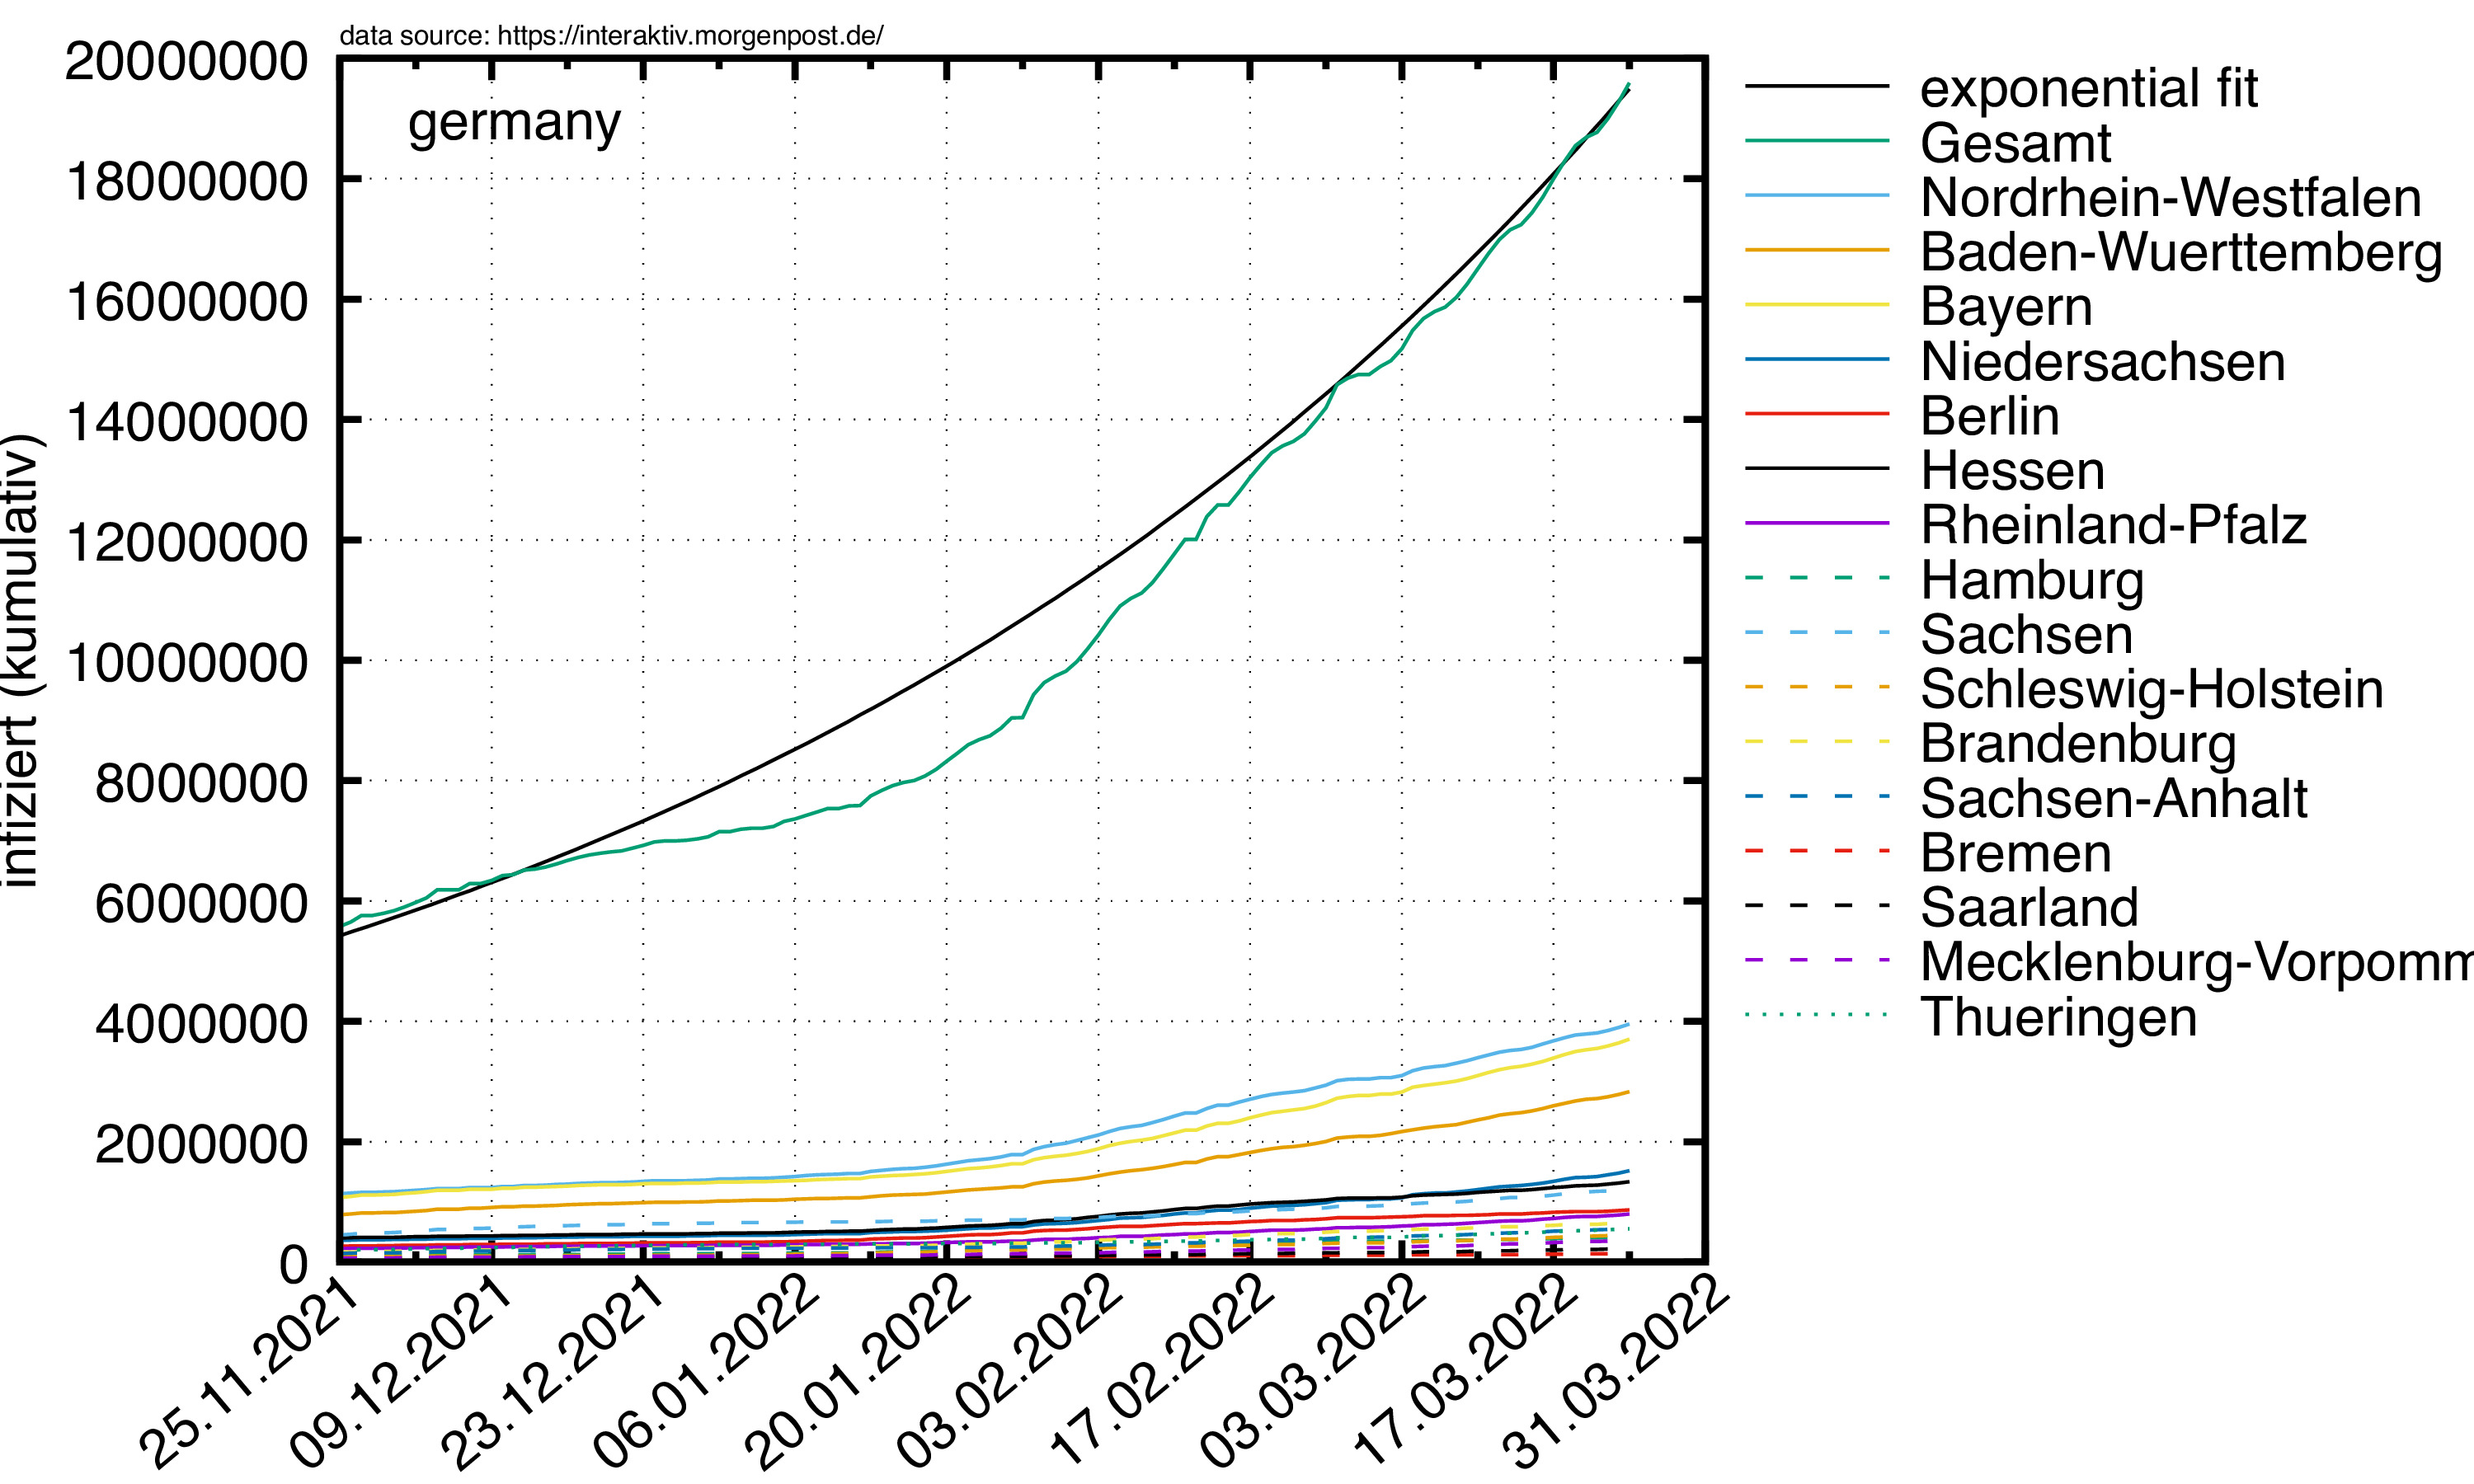 data source: https://interaktiv.morgenpost.de/
germany
infiziert (kumulativ)
20000000
18000000
16000000
14000000
12000000
10000000
8000000
6000000
4000000
2000000
0
25.11.2021
09.12.2021
23.12.2021
06.01.2022
20.01.2022
03.02.2022
17.02.2022
03.03.2022
17.03.2022
31.03.2022
exponential fit
Gesamt
Nordrhein-Westfalen
Baden-Wuerttemberg
Bayern
Niedersachsen
Berlin
Hessen
Rheinland-Pfalz
Hamburg
Sachsen
Schleswig-Holstein
Brandenburg
Sachsen-Anhalt
Bremen
Saarland
Mecklenburg-Vorpomm
Thueringen